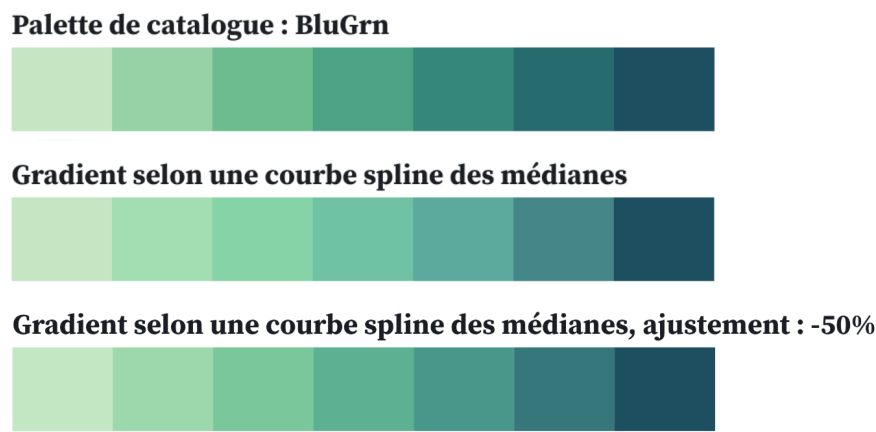 Palette de catalogue : BluGrn
Gradient selon une courbe spline des médianes
Gradient selon une courbe spline des médianes, ajustement : -50%